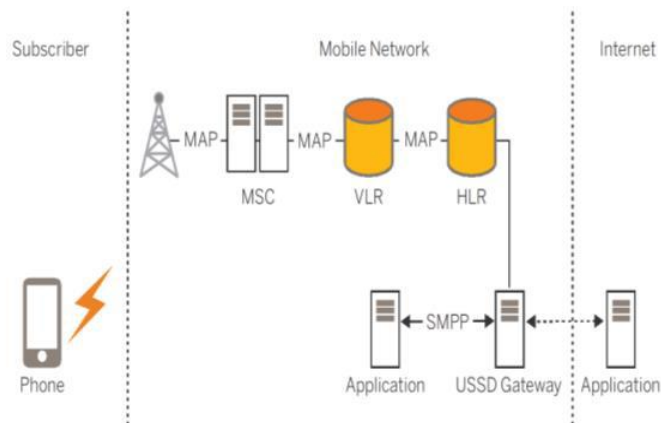 Subscriber
Mobile Network
Internet
MAP
MAP
MAP
MSC
VLR
HLR
SMPP
Phone
Application
USSD Gateway
Application